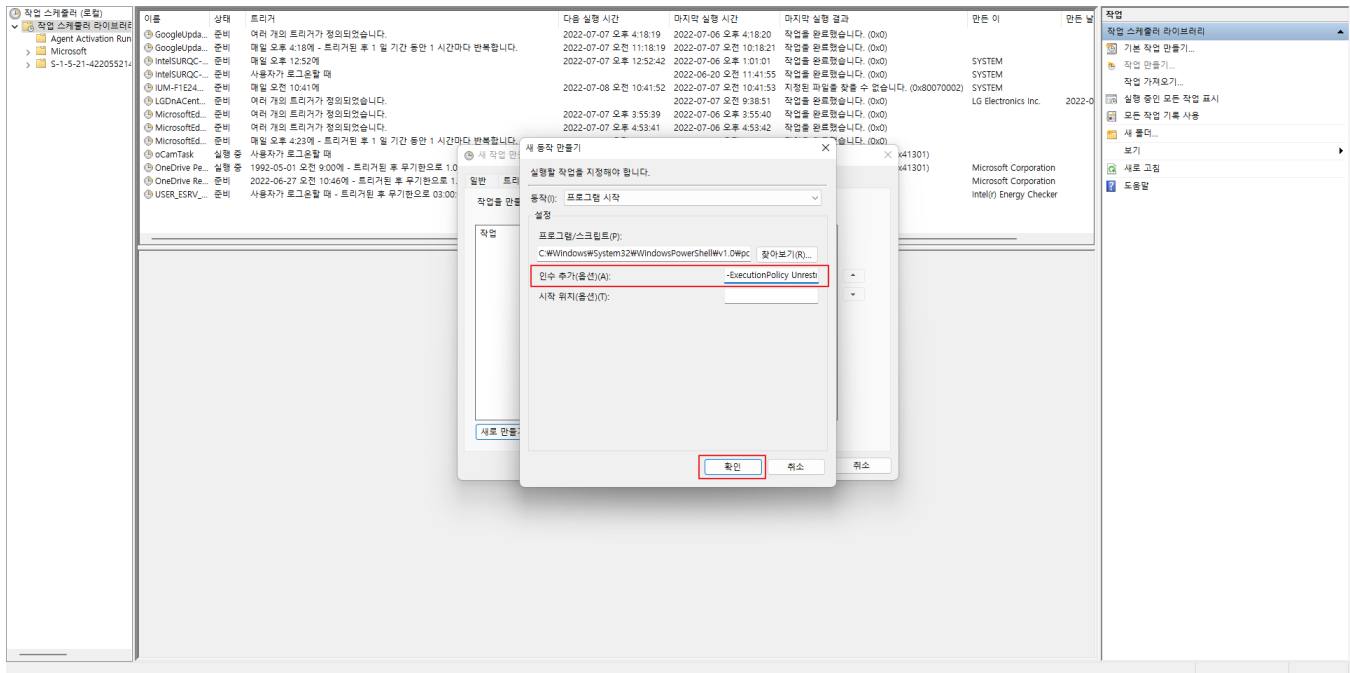 작업 스케줄러 (로컬)
작업 스케줄러 라이브러리
Agent Activation Run
Microsoft
S-1-5-21-422055214
이름 상태 트리거 다음 실행 시간 마지막 실행 시간 마지막 실행 결과 만든 이 만든 날
GoogleUpda... 준비 여러 개의 트리거가 정의되었습니다. 2022-07-07 오후 4:18:19 2022-07-06 오후 4:18:20 작업을 완료했습니다. (0x0)
GoogleUpda... 준비 매일 오후 4:18에 - 트리거된 후 1 일 기간 동안 1 시간마다 반복합니다. 2022-07-07 오전 11:18:19 2022-07-07 오전 10:18:21 작업을 완료했습니다. (0x0)
IntelSURQC-... 준비 매일 오후 12:52에 2022-07-07 오후 12:52:42 2022-07-06 오후 1:01:01 작업을 완료했습니다. (0x0) SYSTEM
IntelSURQC-... 준비 사용자가 로그온할 때 2022-06-20 오전 11:41:55 작업을 완료했습니다. (0x0) SYSTEM
IUM-F1E24... 준비 매일 오전 10:41에 2022-07-08 오전 10:41:52 2022-07-07 오전 10:41:53 지정된 파일을 찾을 수 없습니다. (0x80070002) SYSTEM
LGDnACent... 준비 여러 개의 트리거가 정의되었습니다. 2022-07-07 오전 9:38:51 작업을 완료했습니다. (0x0) LG Electronics Inc. 2022-0
MicrosoftEd... 준비 여러 개의 트리거가 정의되었습니다. 2022-07-07 오후 3:55:39 2022-07-06 오후 3:55:40 작업을 완료했습니다. (0x0)
MicrosoftEd... 준비 여러 개의 트리거가 정의되었습니다. 2022-07-07 오후 4:53:41 2022-07-06 오후 4:53:42 작업을 완료했습니다. (0x0)
MicrosoftEd... 준비 매일 오후 4:23에 - 트리거된 후 1 일 기간 동안 1 시간마다 반복합니다.
oCamTask 실행 중 사용자가 로그온할 때 x41301)
OneDrive Pe... 실행 중 1992-05-01 오전 9:00에 - 트리거된 후 무기한으로 1.0 x41301) Microsoft Corporation
OneDrive Re... 준비 2022-06-27 오전 10:46에 - 트리거된 후 무기한으로 1. Microsoft Corporation
USER_ESRV_... 준비 사용자가 로그온할 때 - 트리거된 후 무기한으로 03:00: Intel(r) Energy Checker
새 작업 만
일반 트리
작업을 만들
작업
새로 만들기
취소
새 동작 만들기
실행할 작업을 지정해야 합니다.
동작(I): 프로그램 시작
설정
프로그램/스크립트(P):
C:₩Windows₩System32₩WindowsPowerShell₩v1.0₩pc 찾아보기(R)...
인수 추가(옵션)(A): -ExecutionPolicy Unrestr
시작 위치(옵션)(T):
확인 취소
작업
작업 스케줄러 라이브러리
기본 작업 만들기...
작업 만들기...
작업 가져오기...
실행 중인 모든 작업 표시
모든 작업 기록 사용
새 폴더...
보기
새로 고침
도움말